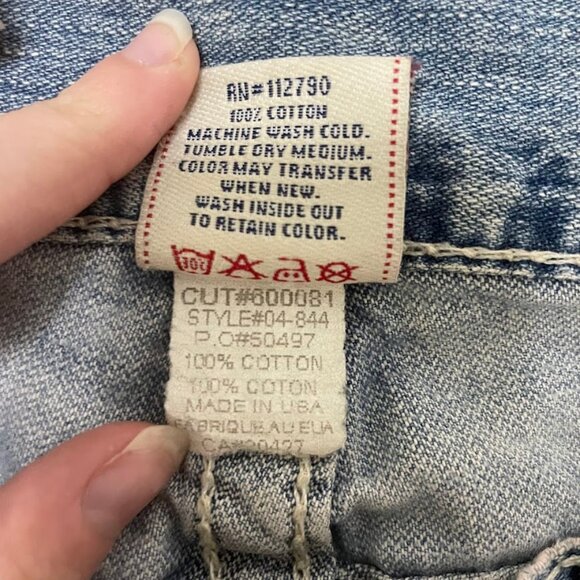 RN#112790
100% COTTON
MACHINE WASH COLD.
TUMBLE DRY MEDIUM.
COLOR MAY TRANSFER
WHEN NEW.
WASH INSIDE OUT
TO RETAIN COLOR.
30°
CUT#600081
STYLE#04-844
P.O#50497
100% COTTON
100% COTON
MADE IN USA
FABRIQUE AU EUA
CA#30427